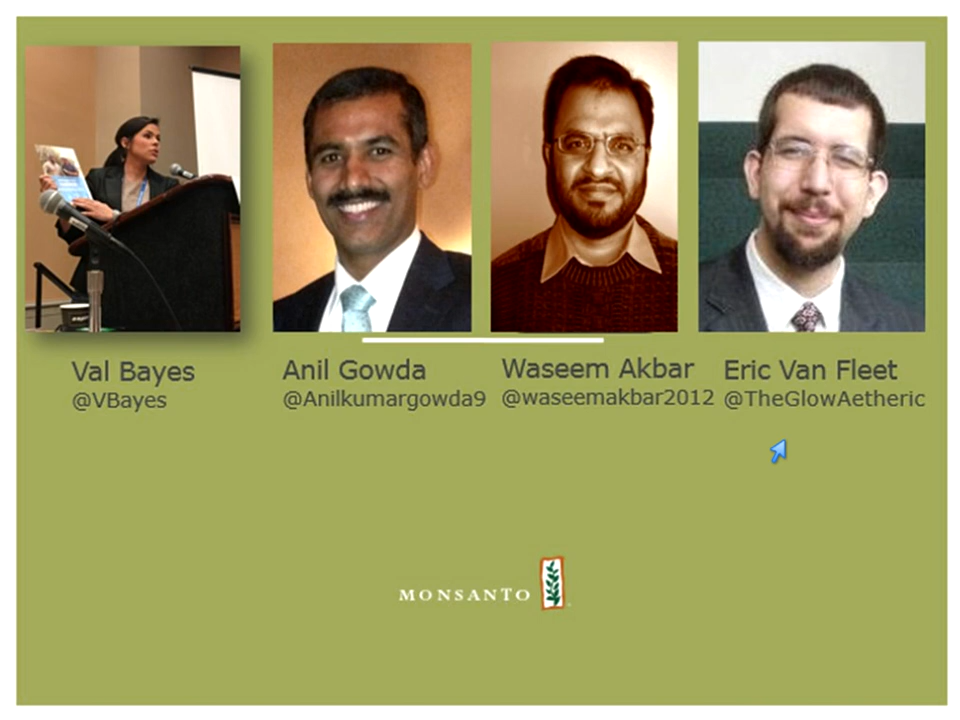 Val Bayes
@VBayes
Anil Gowda
@Anilkumargowda9
Waseem Akbar
@waseemakbar2012
Eric Van Fleet
@TheGlowAetheric
MONSANTO